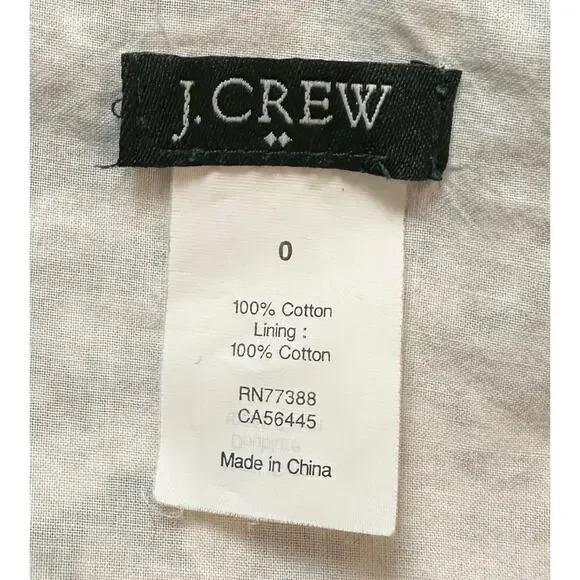 J.CREW
0
100% Cotton
Lining :
100% Cotton
RN77388
CA56445
Made in China